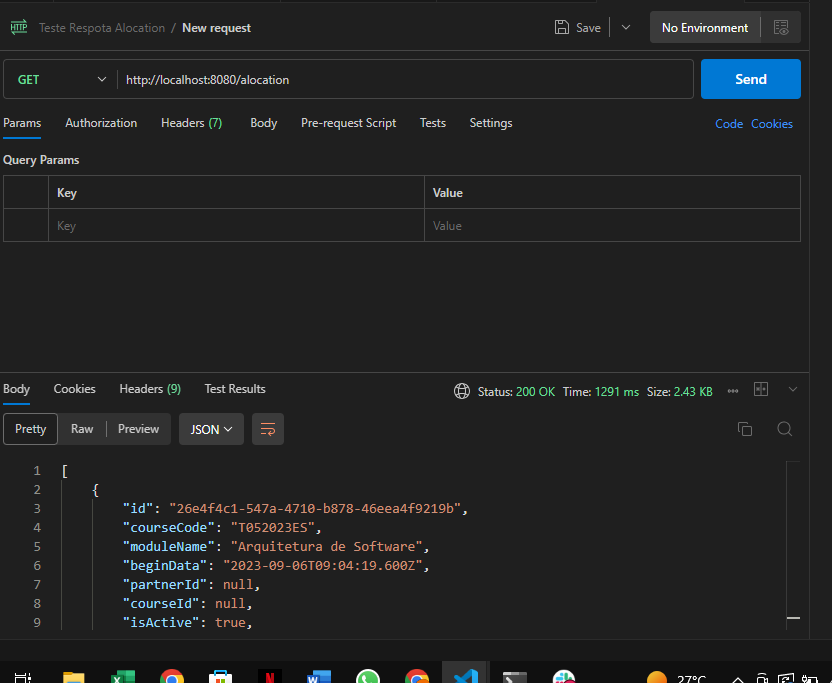 HTTP Teste Respota Alocation / New request Save No Environment
GET http://localhost:8080/alocation Send
Params Authorization Headers (7) Body Pre-request Script Tests Settings Code Cookies
Query Params
Key Value
Key Value
Body Cookies Headers (9) Test Results Status: 200 OK Time: 1291 ms Size: 2.43 KB
Pretty Raw Preview JSON
1 [
2 {
3 "id": "26e4f4c1-547a-4710-b878-46eea4f9219b",
4 "courseCode": "T052023ES",
5 "moduleName": "Arquitetura de Software",
6 "beginData": "2023-09-06T09:04:19.600Z",
7 "partnerId": null,
8 "courseId": null,
9 "isActive": true,
27°C